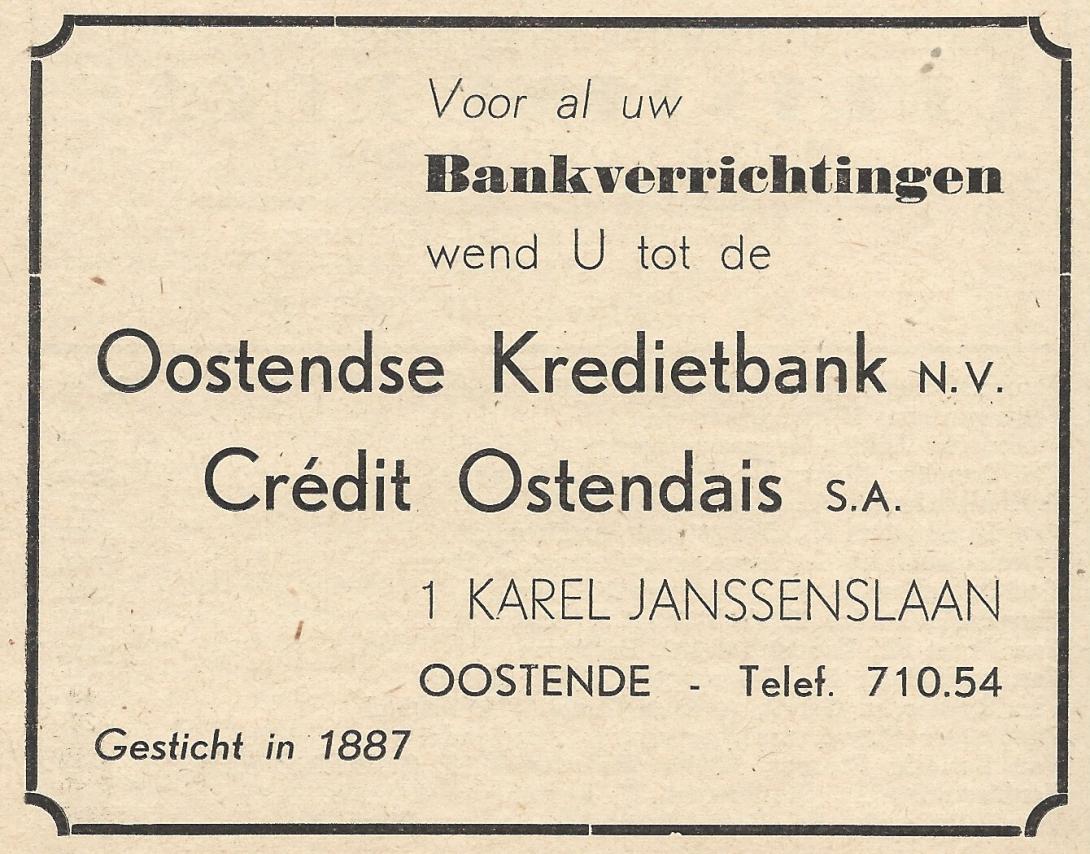 Voor al uw
Bankverrichtingen
wend U tot de
Oostendse Kredietbank N.V.
Crédit Ostendais S.A.
1 KAREL JANSSENSLAAN
OOSTENDE - Telef. 710.54
Gesticht in 1887